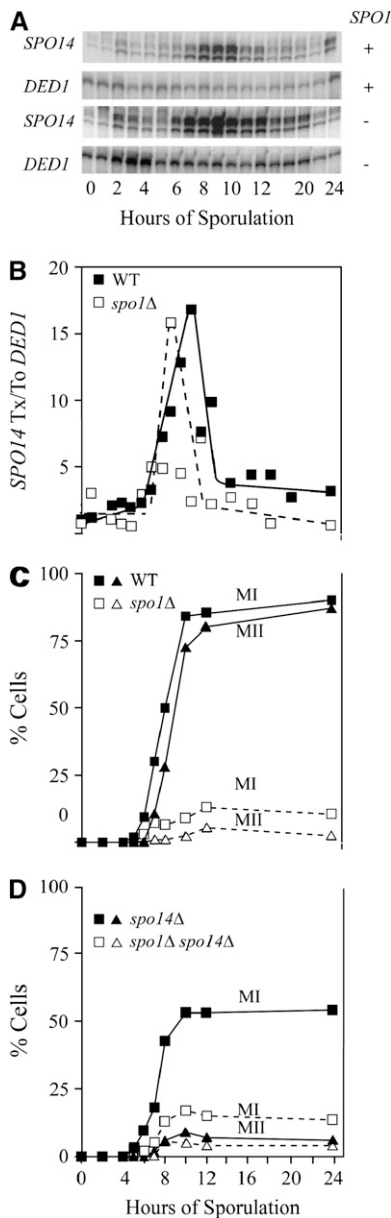 A
SPO1
SPO14
+
DED1
+
SPO14
-
DED1
-
0 2 4 6 8 10 12 20 24
Hours of Sporulation
B
20
WT
spo1Δ
15
10
5
SPO14 Tx/To DED1
C
100
WT
spo1Δ
MI
MII
75
50
25
0
% Cells
MI
MII
D
100
spo14Δ
spo1Δ spo14Δ
75
50
25
0
% Cells
MI
MI
MII
0 4 8 12 16 20 24
Hours of Sporulation